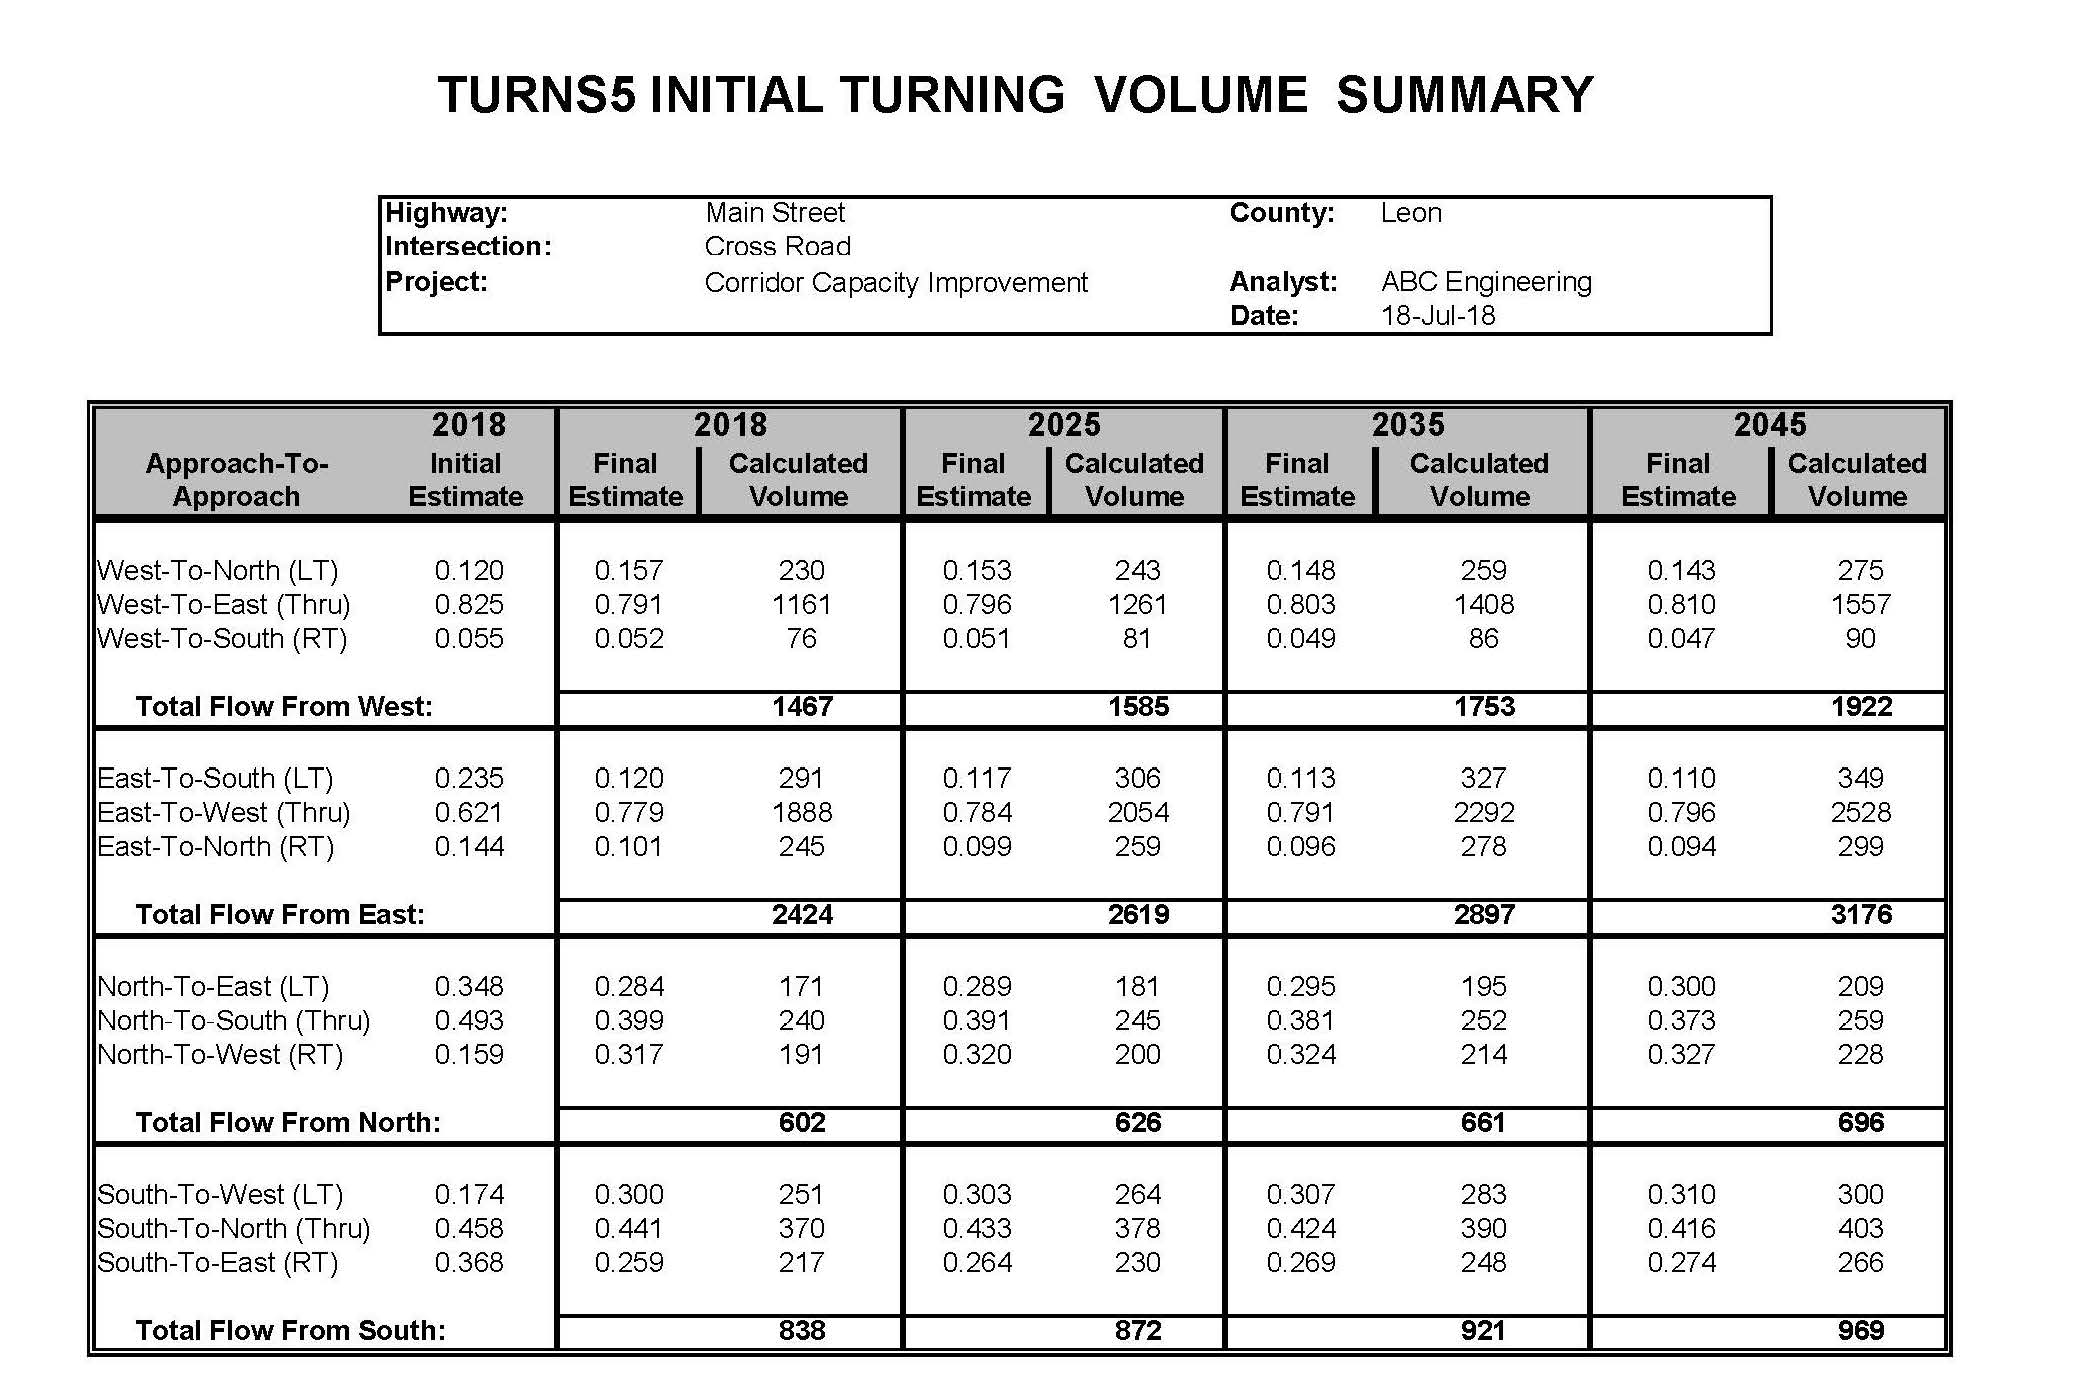 TURNS5 INITIAL TURNING VOLUME SUMMARY
Highway: Main Street County: Leon
Intersection: Cross Road
Project: Corridor Capacity Improvement Analyst: ABC Engineering
Date: 18-Jul-18
2018 2018 2025 2035 2045
Approach-To- Initial Final Calculated Final Calculated Final Calculated Final Calculated
Approach Estimate Estimate Volume Estimate Volume Estimate Volume Estimate Volume
West-To-North (LT) 0.120 0.157 230 0.153 243 0.148 259 0.143 275
West-To-East (Thru) 0.825 0.791 1161 0.796 1261 0.803 1408 0.810 1557
West-To-South (RT) 0.055 0.052 76 0.051 81 0.049 86 0.047 90
Total Flow From West: 1467 1585 1753 1922
East-To-South (LT) 0.235 0.120 291 0.117 306 0.113 327 0.110 349
East-To-West (Thru) 0.621 0.779 1888 0.784 2054 0.791 2292 0.796 2528
East-To-North (RT) 0.144 0.101 245 0.099 259 0.096 278 0.094 299
Total Flow From East: 2424 2619 2897 3176
North-To-East (LT) 0.348 0.284 171 0.289 181 0.295 195 0.300 209
North-To-South (Thru) 0.493 0.399 240 0.391 245 0.381 252 0.373 259
North-To-West (RT) 0.159 0.317 191 0.320 200 0.324 214 0.327 228
Total Flow From North: 602 626 661 696
South-To-West (LT) 0.174 0.300 251 0.303 264 0.307 283 0.310 300
South-To-North (Thru) 0.458 0.441 370 0.433 378 0.424 390 0.416 403
South-To-East (RT) 0.368 0.259 217 0.264 230 0.269 248 0.274 266
Total Flow From South: 838 872 921 969